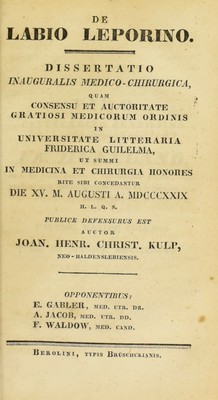 DE
LABIO LEPORINO.
DISSERTATIO
INAUGURALIS MEDICO-CHIRURGICA,
QUAM
CONSENSU ET AUCTORITATE
GRATIOSI MEDICORUM ORDINIS
IN
UNIVERSITATE LITTERARIA
FRIDERICA GUILELMA,
UT SUMMI
IN MEDICINA ET CHIRURGIA HONORES
RITE SIBI CONCEDANTUR
DIE XV. M. AUGUSTI A. MDCCCXXIX
H. L. Q. S.
PUBLICE DEFENSURUS EST
AUCTOR
JOAN. HENR. CHRIST. KULP,
NEO-HALDENSLEBIENSIS.
OPPONENTIBUS:
E. GABLER, MED. UTR. DR.
A. JACOB, MED. UTR. DD.
F. WALDOW, MED. CAND.
BEROLINI, TYPIS BRÜSCHCKIANIS.